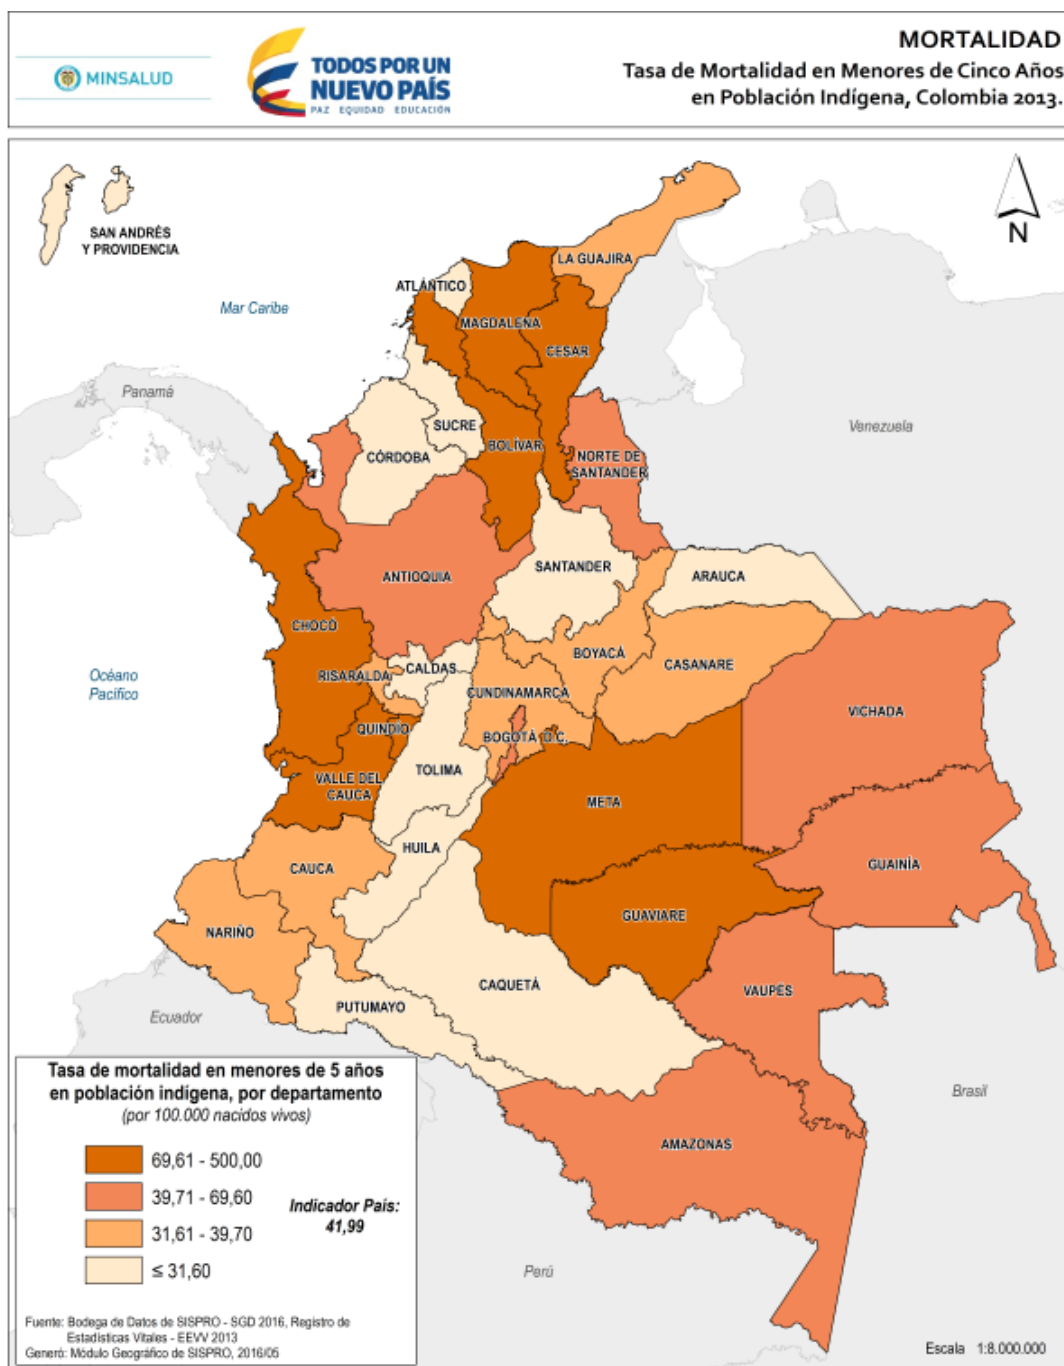 MINSALUD
TODOS POR UN
NUEVO PAÍS
PAZ EQUIDAD EDUCACIÓN
MORTALIDAD
Tasa de Mortalidad en Menores de Cinco Años
en Población Indígena, Colombia 2013.
SAN ANDRÉS
Y PROVIDENCIA
N
LA GUAJIRA
ATLÁNTICO
Mar Caribe
MAGDALENA
CESAR
Panamá
SUCRE
Venezuela
BOLÍVAR
CÓRDOBA
NORTE DE
SANTANDER
SANTANDER
ANTIOQUIA
ARAUCA
CHOCÓ
BOYACÁ
CASANARE
RISARALDA
CALDAS
Océano
Pacífico
CUNDINAMARCA
VICHADA
QUINDÍO
BOGOTÁ D.C.
TOLIMA
VALLE DEL
CAUCA
META
HUILA
CAUCA
GUAINÍA
GUAVIARE
NARIÑO
CAQUETÁ
VAUPÉS
PUTUMAYO
Ecuador
Brasil
AMAZONAS
Perú
Tasa de mortalidad en menores de 5 años
en población indígena, por departamento
(por 100.000 nacidos vivos)
69,61 - 500,00
39,71 - 69,60
31,61 - 39,70
≤ 31,60
Indicador País:
41,99
Fuente: Bodega de Datos de SISPRO - SGD 2016, Registro de
Estadísticas Vitales - EEVV 2013
Generó: Módulo Geográfico de SISPRO, 2016/05
Escala 1:8.000.000